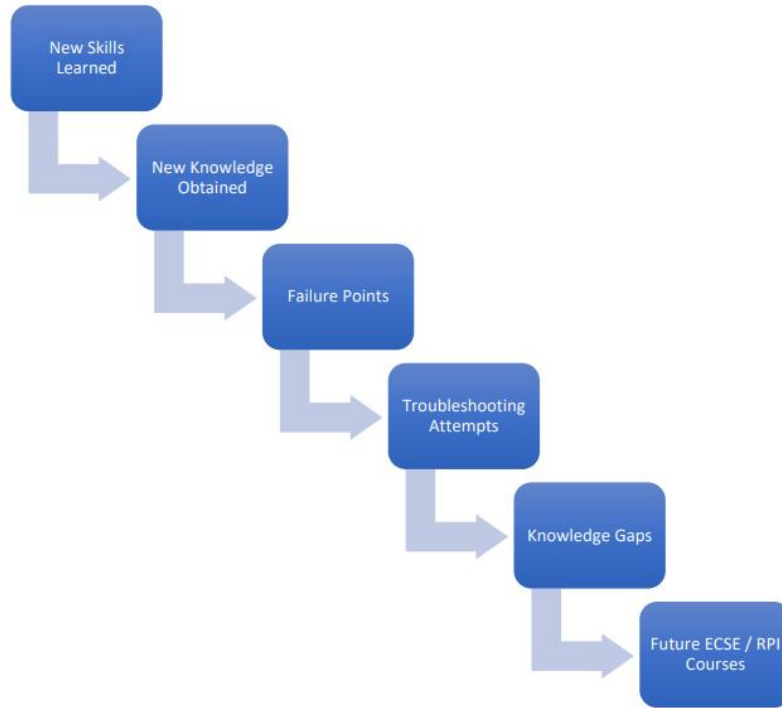 New Skills
Learned
New Knowledge
Obtained
Failure Points
Troubleshooting
Attempts
Knowledge Gaps
Future ECSE / RPI
Courses